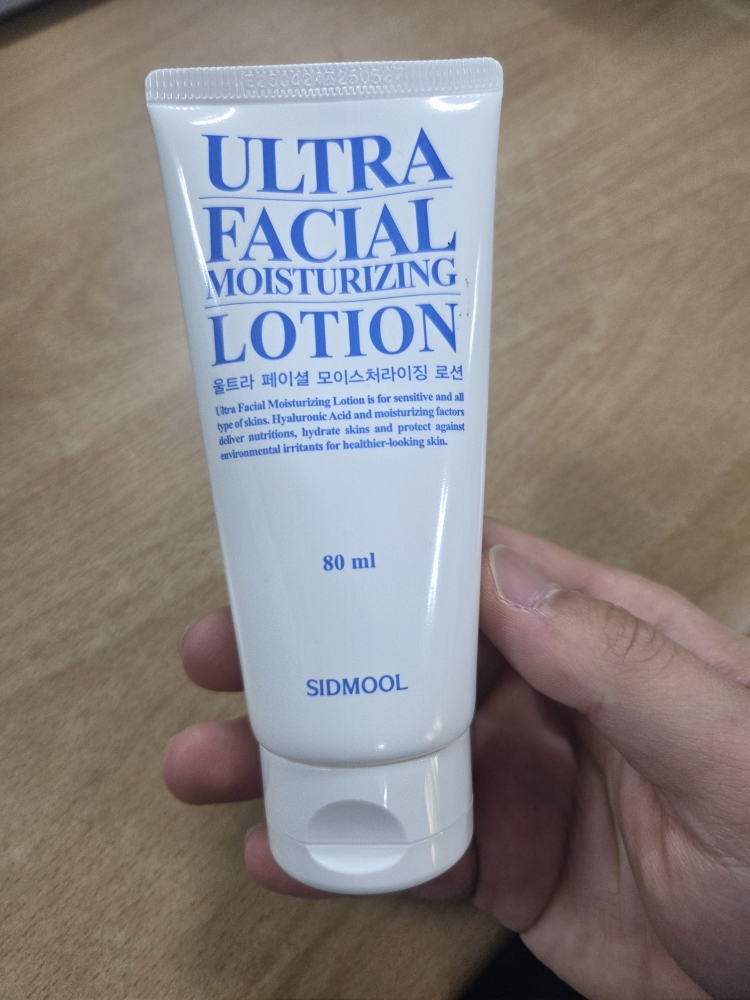 ULTRA
FACIAL
MOISTURIZING
LOTION
울트라 페이셜 모이스처라이징 로션
Ultra Facial Moisturizing Lotion is for sensitive and all
type of skins. Hyaluronic Acid and moisturizing factors
deliver nutritions, hydrate skins and protect against
environmental irritants for healthier-looking skin.
80 ml
SIDMOOL